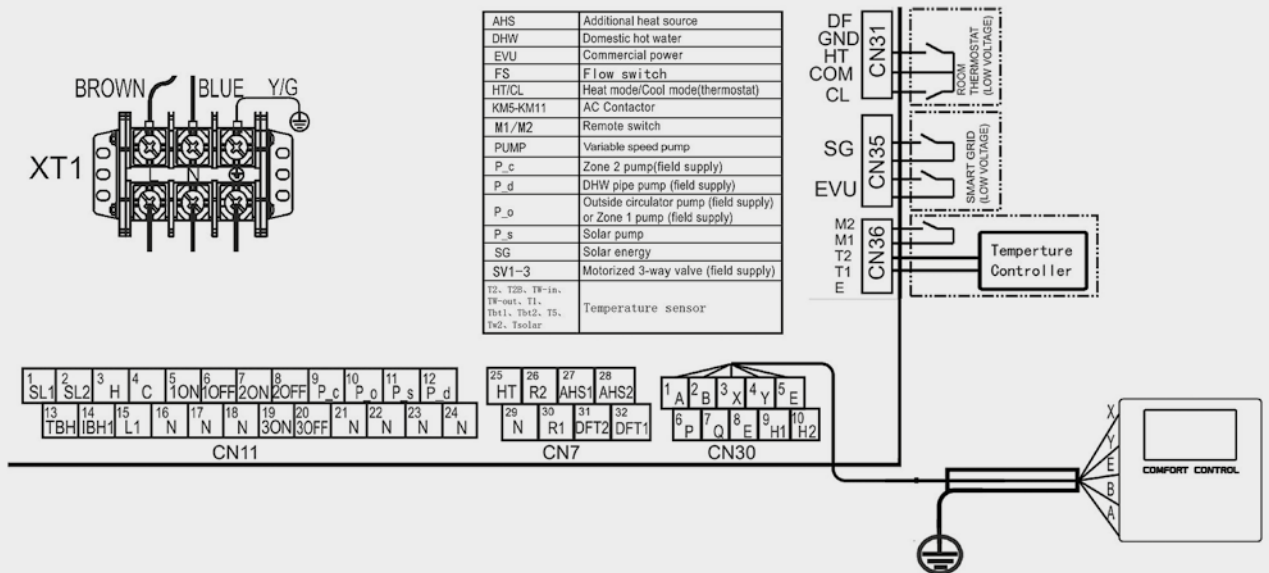 BROWN BLUE Y/G
XT1
L N
AHS Additional heat source
DHW Domestic hot water
EVU Commercial power
FS Flow switch
HT/CL Heat mode/Cool mode(thermostat)
KM5-KM11 AC Contactor
M1/M2 Remote switch
PUMP Variable speed pump
P_c Zone 2 pump(field supply)
P_d DHW pipe pump (field supply)
P_o Outside circulator pump (field supply)
or Zone 1 pump (field supply)
P_s Solar pump
SG Solar energy
SV1-3 Motorized 3-way valve (field supply)
T2、T2B、TW-in、
TW-out、T1、
Tbt1、Tbt2、T5、
Tw2、Tsolar
Temperature sensor
DF
GND
HT
COM
CL
CN31
ROOM
THERMOSTAT
(LOW VOLTAGE)
SG
EVU
CN35
SMART GRID
(LOW VOLTAGE)
M2
M1
T2
T1
E
CN36
Temperture
Controller
1 SL1 2 SL2 3 H 4 C 5 1ON 6 1OFF 7 2ON 8 2OFF 9 P_c 10 P_o 11 P_s 12 P_d
13 TBH 14 IBH1 15 L1 16 N 17 N 18 N 19 3ON 20 3OFF 21 N 22 N 23 N 24 N
CN11
25 HT 26 R2 27 AHS1 28 AHS2
29 N 30 R1 31 DFT2 32 DFT1
CN7
1 A 2 B 3 X 4 Y 5 E
6 P 7 Q 8 E 9 H1 10 H2
CN30
X
Y
E
B
A
COMFORT CONTROL